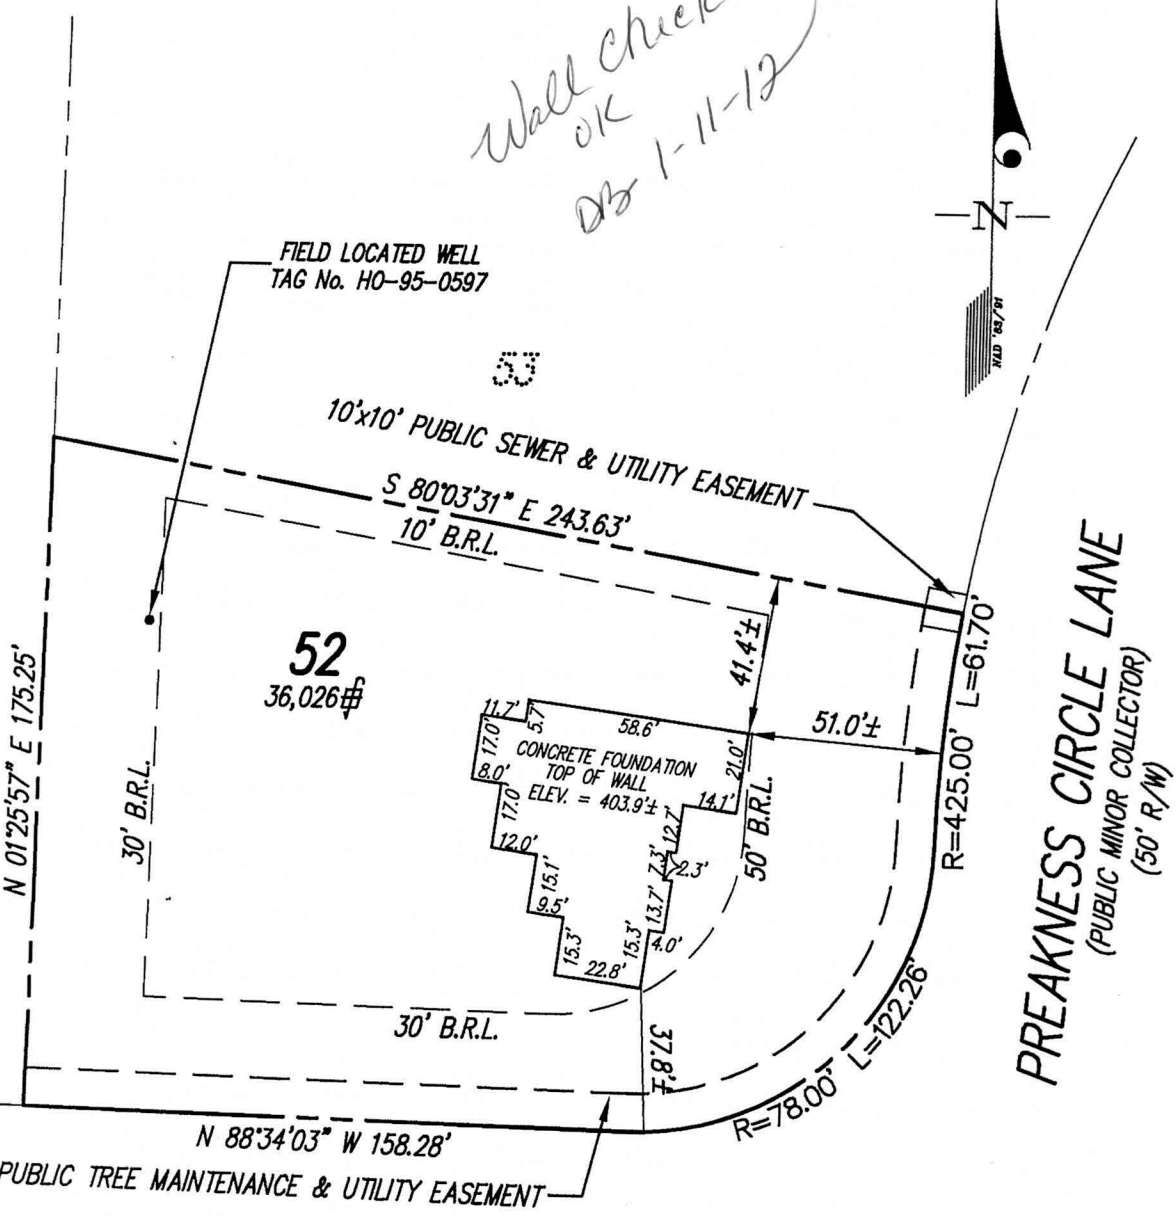 Wall Check
OK
DB 1-11-12
N
NAD '83/'91
FIELD LOCATED WELL
TAG No. HO-95-0597
53
10'x10' PUBLIC SEWER & UTILITY EASEMENT
S 80°03'31" E 243.63'
10' B.R.L.
52
36,026
41.4'±
51.0'±
R=425.00' L=61.70'
PREAKNESS CIRCLE LANE
(PUBLIC MINOR COLLECTOR)
(50' R/W)
N 01°25'57" E 175.25'
30' B.R.L.
11.7'
5.7'
58.6'
17.0'
21.0'
CONCRETE FOUNDATION
TOP OF WALL
ELEV. = 403.9'±
8.0'
17.0'
14.1'
12.7'
50' B.R.L.
12.0'
7.3'
2.3'
15.1'
9.5'
13.7'
15.3'
15.3'
4.0'
22.8'
30' B.R.L.
37.8'±
R=78.00' L=122.26'
N 88°34'03" W 158.28'
PUBLIC TREE MAINTENANCE & UTILITY EASEMENT